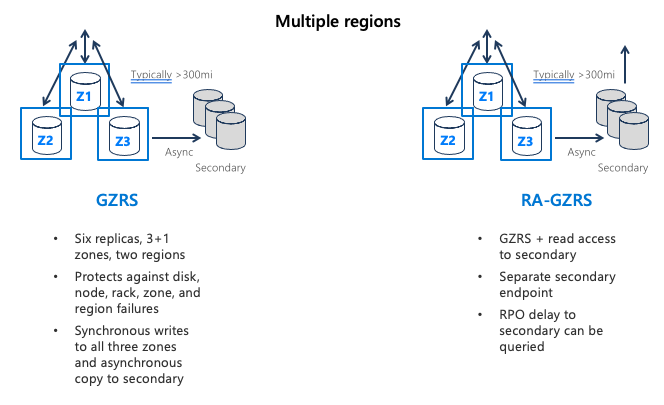 Multiple regions
Typically >300mi
Z1
Z2
Z3
Async
Secondary
GZRS
• Six replicas, 3+1
zones, two regions
• Protects against disk,
node, rack, zone, and
region failures
• Synchronous writes
to all three zones
and asynchronous
copy to secondary
Typically >300mi
Z1
Z2
Z3
Async
Secondary
RA-GZRS
• GZRS + read access
to secondary
• Separate secondary
endpoint
• RPO delay to
secondary can be
queried